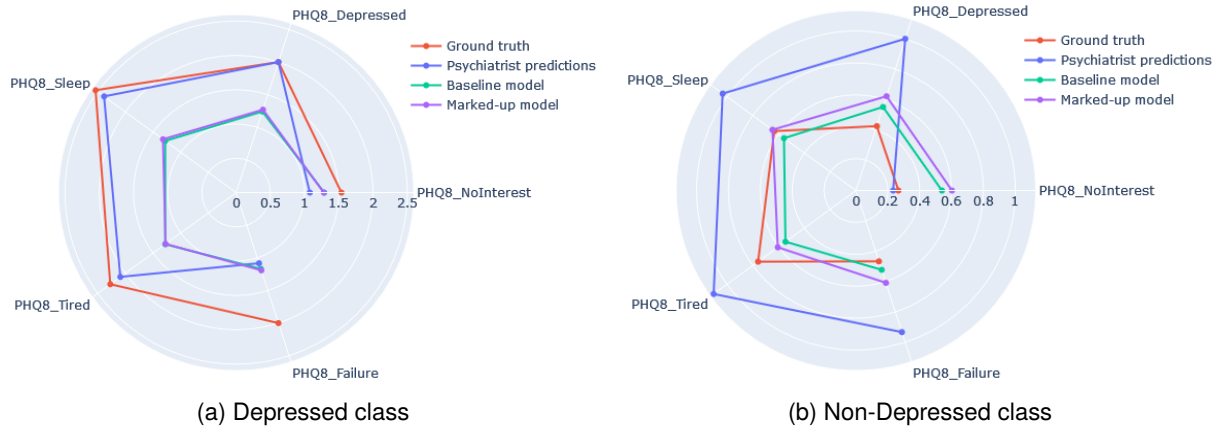 PHQ8_Depressed
Ground truth
Psychiatrist predictions
Baseline model
Marked-up model
PHQ8_Sleep
0 0.5 1 1.5 2 2.5
PHQ8_NoInterest
PHQ8_Tired
PHQ8_Failure
(a) Depressed class
PHQ8_Depressed
Ground truth
Psychiatrist predictions
Baseline model
Marked-up model
PHQ8_Sleep
0 0.2 0.4 0.6 0.8 1
PHQ8_NoInterest
PHQ8_Tired
PHQ8_Failure
(b) Non-Depressed class